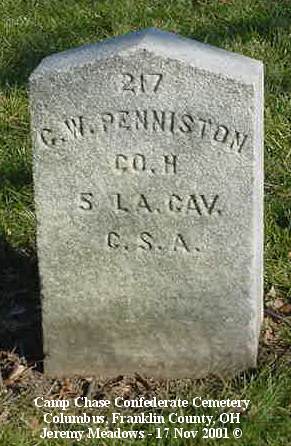 217
C. W. PENNISTON
CO. H
5 LA. CAV.
C. S. A.
Camp Chase Confederate Cemetery
Columbus, Franklin County, OH
Jeremy Meadows - 17 Nov 2001 ©